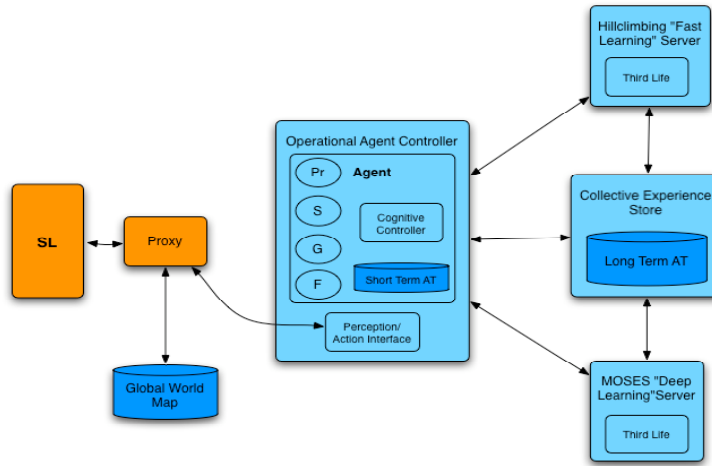 SL
Proxy
Global World
Map
Operational Agent Controller
Pr
Agent
S
Cognitive
Controller
G
F
Short Term AT
Perception/
Action Interface
Hillclimbing "Fast
Learning" Server
Third Life
Collective Experience
Store
Long Term AT
MOSES "Deep
Learning"Server
Third Life